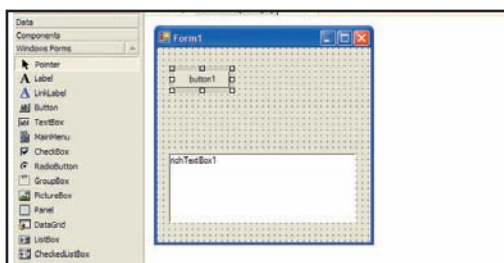 Data
Components
Windows Forms
Pointer
Label
LinkLabel
Button
TextBox
MainMenu
CheckBox
RadioButton
GroupBox
PictureBox
Panel
DataGrid
ListBox
CheckedListBox
Form1
button1
richTextBox1